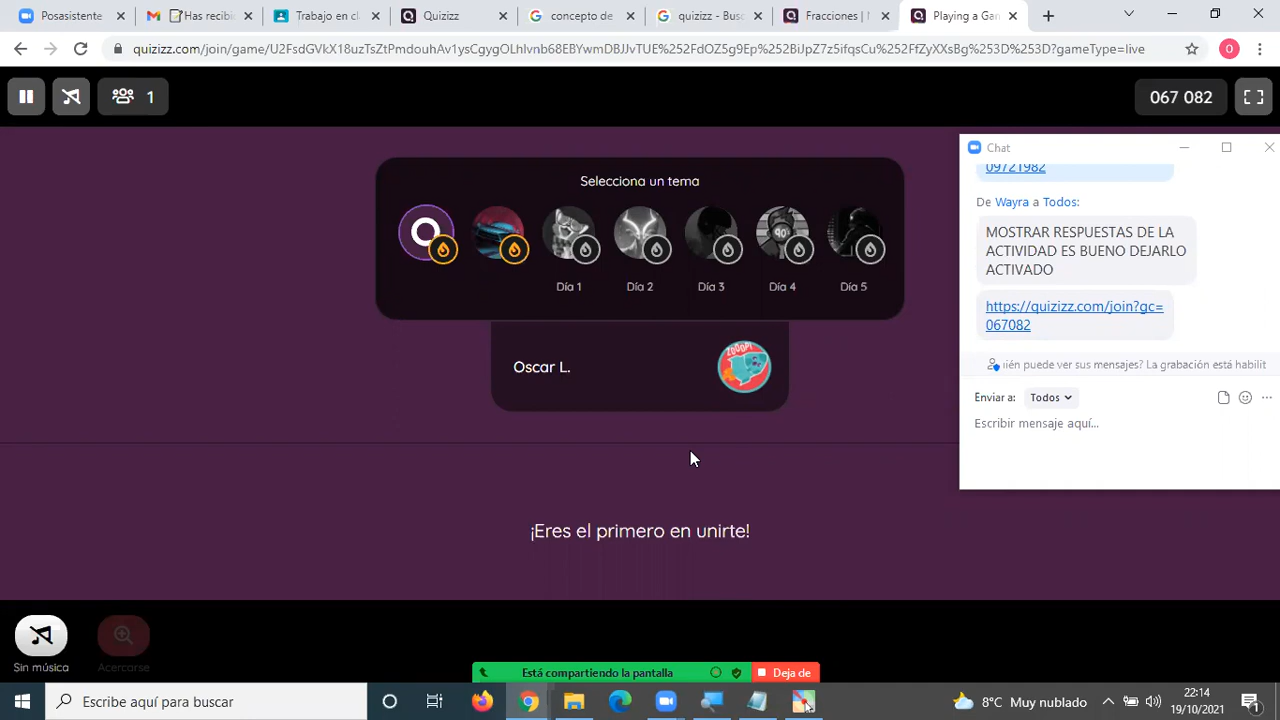 Posasistente
Has recibi
Trabajo en cl
Quizizz
concepto de
quizizz - Bus
Fracciones | M
Playing a Gam
quizizz.com/join/game/U2FsdGVkX18uzTsZtPmdouhAv1ysCgygOLhlvnb68EBYwmDBJJvTUE%252FdOZ5g9Ep%252BiJpZ7z5ifqsCu%252FfZyXXsBg%253D%253D?gameType=live
O
1
067 082
Selecciona un tema
Día 1
Día 2
Día 3
Día 4
Día 5
ZOOOP!
Oscar L.
¡Eres el primero en unirte!
Chat
09721982
De Wayra a Todos:
MOSTRAR RESPUESTAS DE LA
ACTIVIDAD ES BUENO DEJARLO
ACTIVADO
https://quizizz.com/join?gc=
067082
ién puede ver sus mensajes? La grabación está habilit
Enviar a: Todos
Escribir mensaje aquí...
Sin música
Acercarse
Está compartiendo la pantalla
Deja de
Escribe aquí para buscar
8°C Muy nublado
22:14
19/10/2021
1